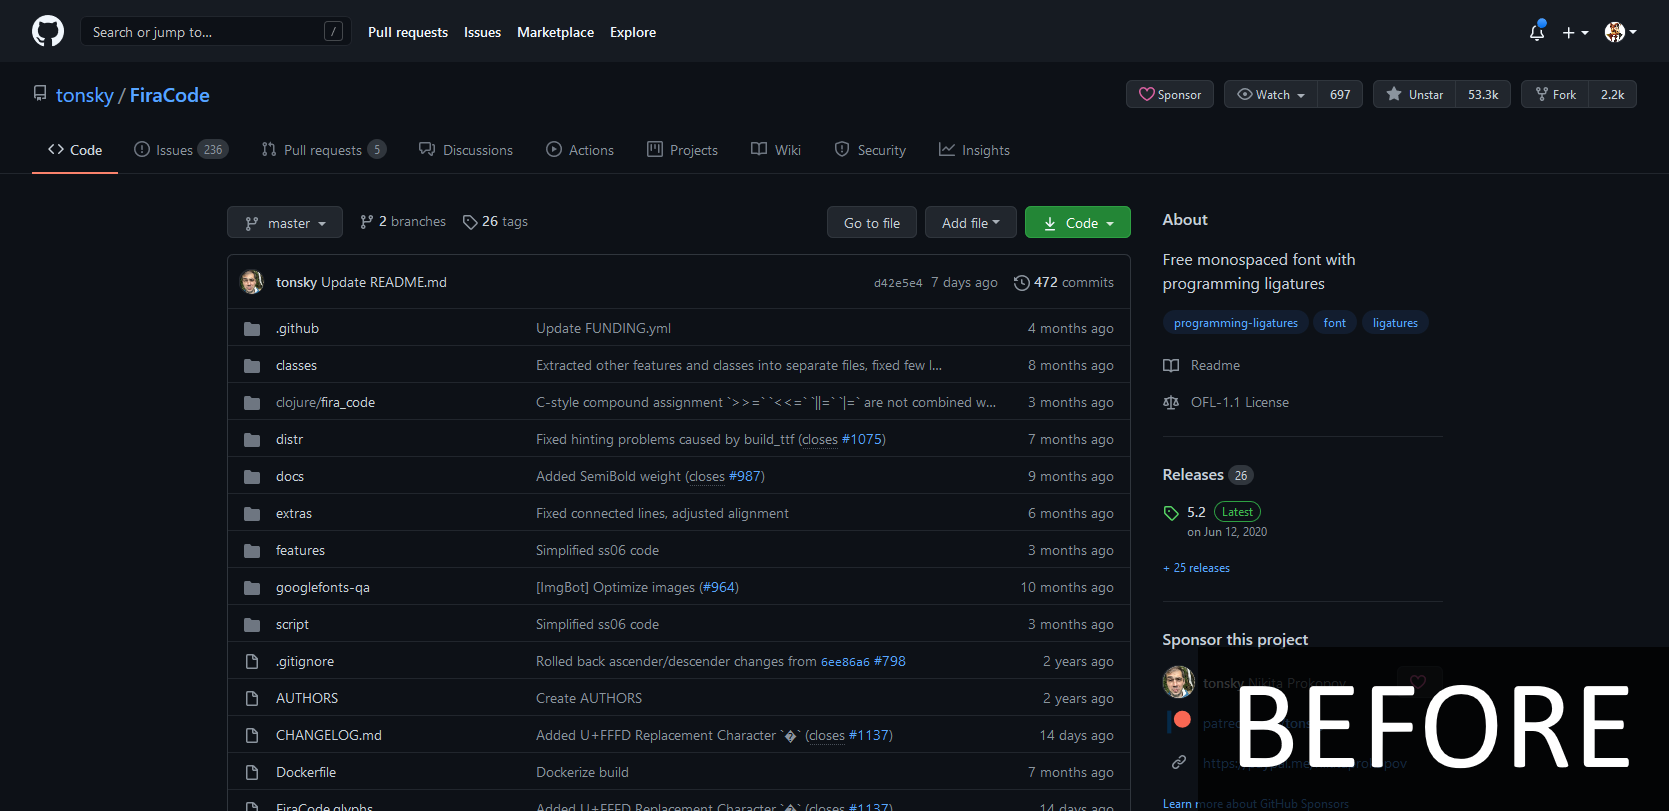 Search or jump to... /
Pull requests Issues Marketplace Explore
tonsky / FiraCode
Sponsor Watch 697 Unstar 53.3k Fork 2.2k
Code Issues 236 Pull requests 5 Discussions Actions Projects Wiki Security Insights
master 2 branches 26 tags Go to file Add file Code
tonsky Update README.md d42e5e4 7 days ago 472 commits
.github Update FUNDING.yml 4 months ago
classes Extracted other features and classes into separate files, fixed few l... 8 months ago
clojure/fira_code C-style compound assignment `>>=` `<<=` `||=` `|=` are not combined w... 3 months ago
distr Fixed hinting problems caused by build_ttf (closes #1075) 7 months ago
docs Added SemiBold weight (closes #987) 9 months ago
extras Fixed connected lines, adjusted alignment 6 months ago
features Simplified ss06 code 3 months ago
googlefonts-qa [ImgBot] Optimize images (#964) 10 months ago
script Simplified ss06 code 3 months ago
.gitignore Rolled back ascender/descender changes from 6ee86a6 #798 2 years ago
AUTHORS Create AUTHORS 2 years ago
CHANGELOG.md Added U+FFFD Replacement Character `�` (closes #1137) 14 days ago
Dockerfile Dockerize build 7 months ago
FiraCode.glyphs Added U+FFFD Replacement Character `�` (closes #1137) 14 days ago
About
Free monospaced font with
programming ligatures
programming-ligatures font ligatures
Readme
OFL-1.1 License
Releases 26
5.2 Latest
on Jun 12, 2020
+ 25 releases
Sponsor this project
tonsky Nikita Prokopov
BEFORE
Learn more about GitHub Sponsors